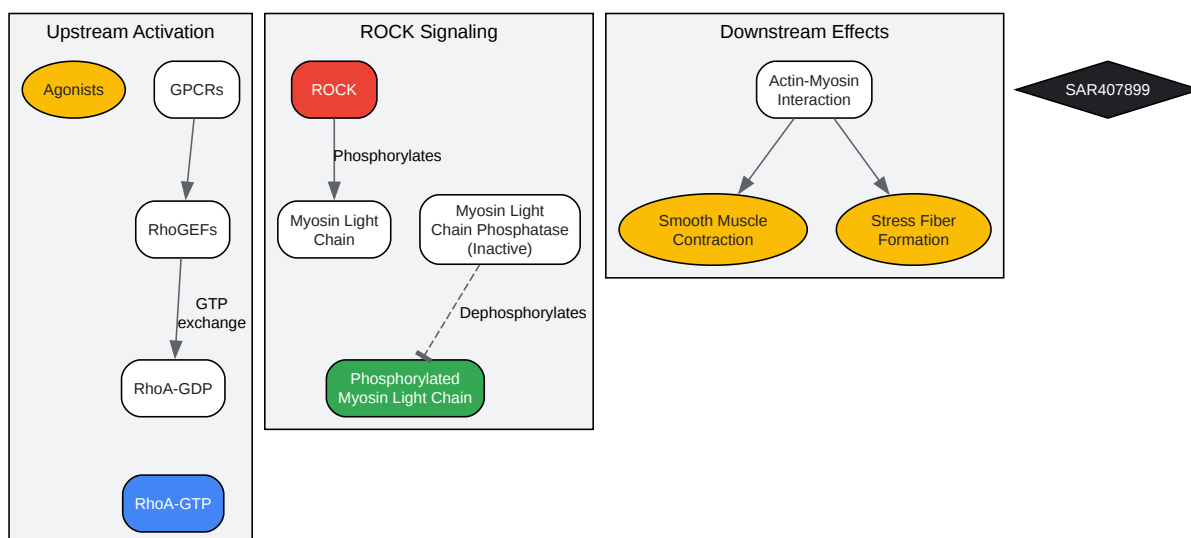 Upstream Activation
Agonists
GPCRs
RhoGEFs
GTP
exchange
RhoA-GDP
RhoA-GTP
ROCK Signaling
ROCK
Phosphorylates
Myosin Light
Chain
Myosin Light
Chain Phosphatase
(Inactive)
Dephosphorylates
Phosphorylated
Myosin Light Chain
Downstream Effects
Actin-Myosin
Interaction
Smooth Muscle
Contraction
Stress Fiber
Formation
SAR407899